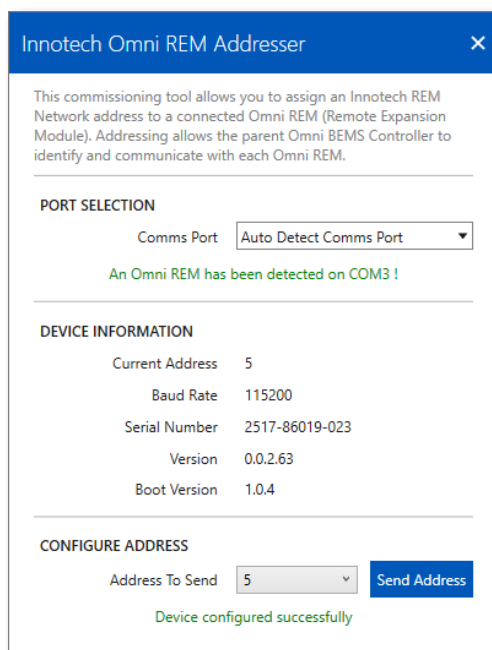 Innotech Omni REM Addresser
This commissioning tool allows you to assign an Innotech REM
Network address to a connected Omni REM (Remote Expansion
Module). Addressing allows the parent Omni BEMS Controller to
identify and communicate with each Omni REM.
PORT SELECTION
Comms Port Auto Detect Comms Port
An Omni REM has been detected on COM3 !
DEVICE INFORMATION
Current Address 5
Baud Rate 115200
Serial Number 2517-86019-023
Version 0.0.2.63
Boot Version 1.0.4
CONFIGURE ADDRESS
Address To Send 5 Send Address
Device configured successfully